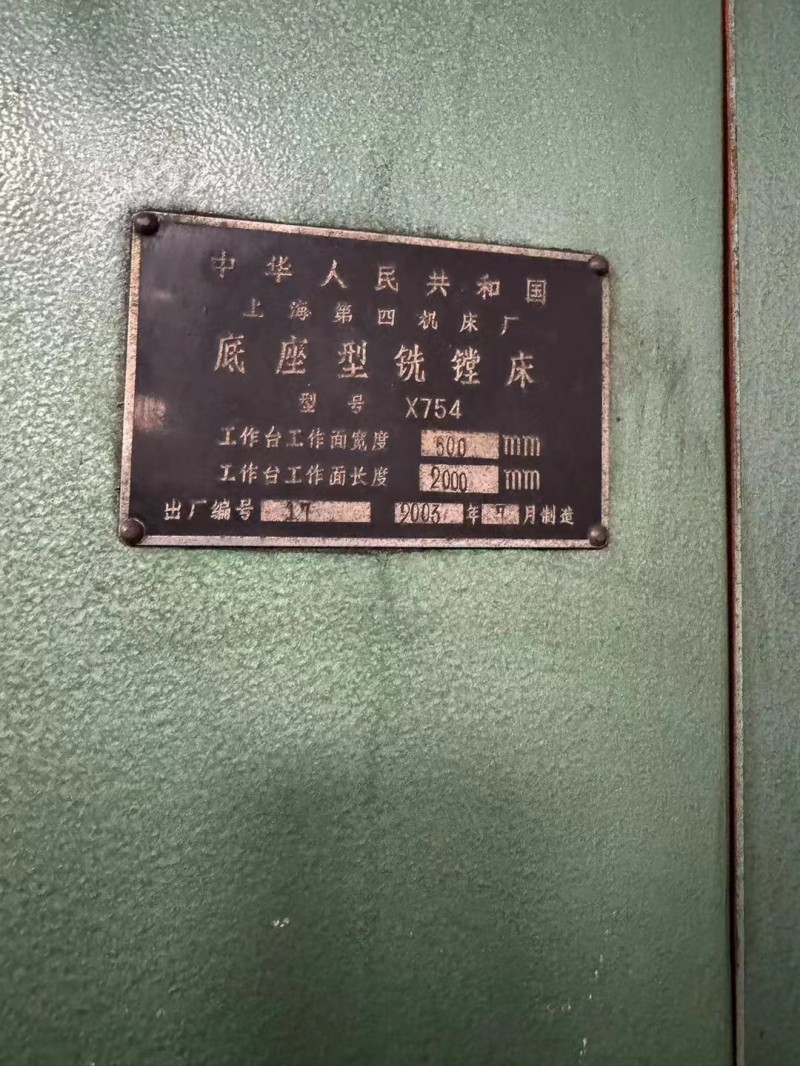 中华人民共和国
上海第四机床厂
底座型铣镗床
型号 X754
工作台工作面宽度 mm
工作台工作面长度 2000 mm
出厂编号 17 2003 年 月制造